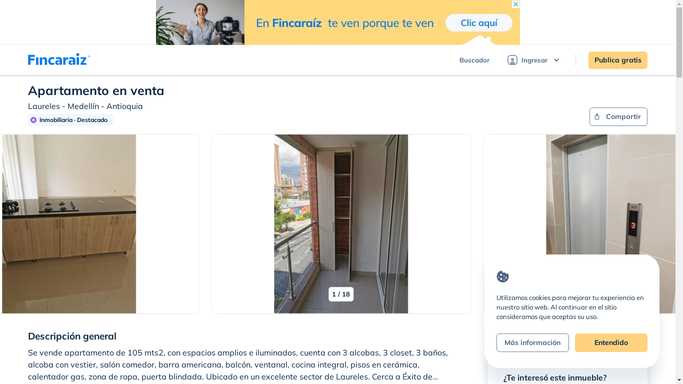 En Fincaraíz te ven porque te ven
Clic aquí
Fincaraiz
Buscador
Ingresar
Publica gratis
Apartamento en venta
Laureles - Medellín - Antioquia
Inmobiliaria · Destacado
Compartir
3
1 / 18
Utilizamos cookies para mejorar tu experiencia en
nuestro sitio web. Al continuar en el sitio
consideramos que aceptas su uso.
Más información
Entendido
Descripción general
Se vende apartamento de 105 mts2, con espacios amplios e iluminados, cuenta con 3 alcobas, 3 closet, 3 baños,
alcoba con vestier, salón comedor, barra americana, balcón, ventanal, cocina integral, pisos en cerámica,
calentador gas, zona de ropa, puerta blindada. Ubicado en un excelente sector de Laureles. Cerca a Éxito de...
¿Te interesó este inmueble?